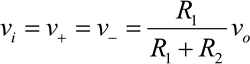 v_i = v_+ = v_- = \frac{R_1}{R_1 + R_2} v_o